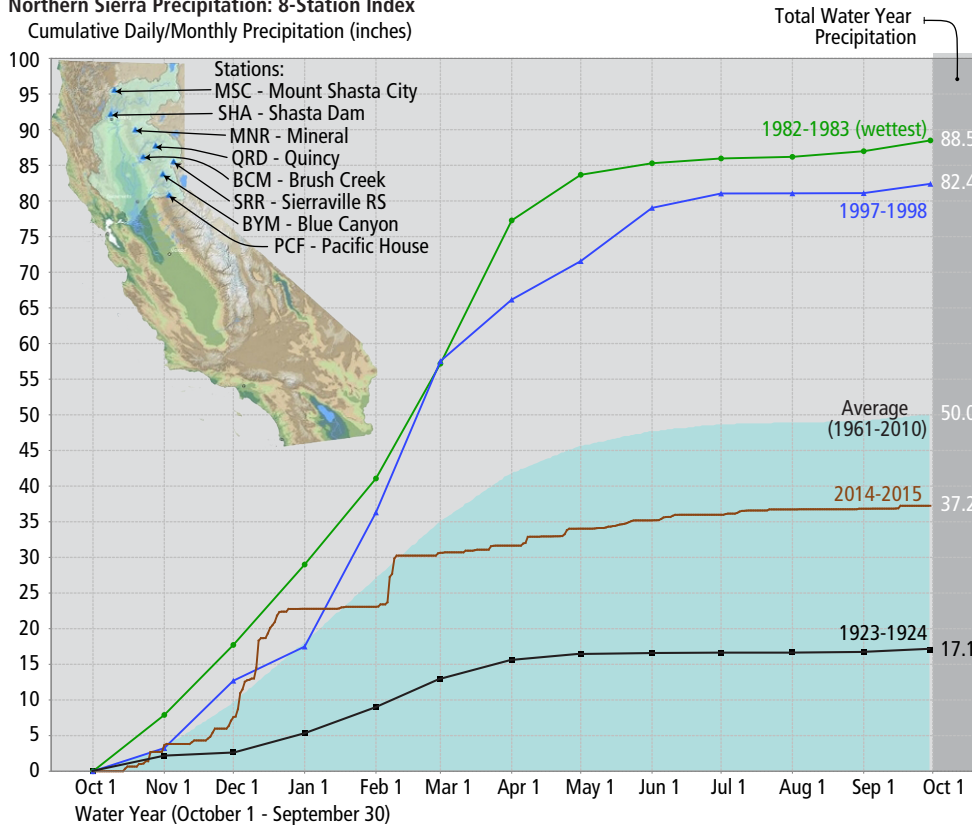 Northern Sierra Precipitation: 8-Station Index
Cumulative Daily/Monthly Precipitation (inches)
Total Water Year
Precipitation
100
95
90
85
80
75
70
65
60
55
50
45
40
35
30
25
20
15
10
5
0
Stations:
MSC - Mount Shasta City
SHA - Shasta Dam
MNR - Mineral
QRD - Quincy
BCM - Brush Creek
SRR - Sierraville RS
BYM - Blue Canyon
PCF - Pacific House
1982-1983 (wettest)
88.5
82.4
1997-1998
Average
(1961-2010)
50.0
2014-2015
37.2
1923-1924
17.1
Oct 1 Nov 1 Dec 1 Jan 1 Feb 1 Mar 1 Apr 1 May 1 Jun 1 Jul 1 Aug 1 Sep 1 Oct 1
Water Year (October 1 - September 30)